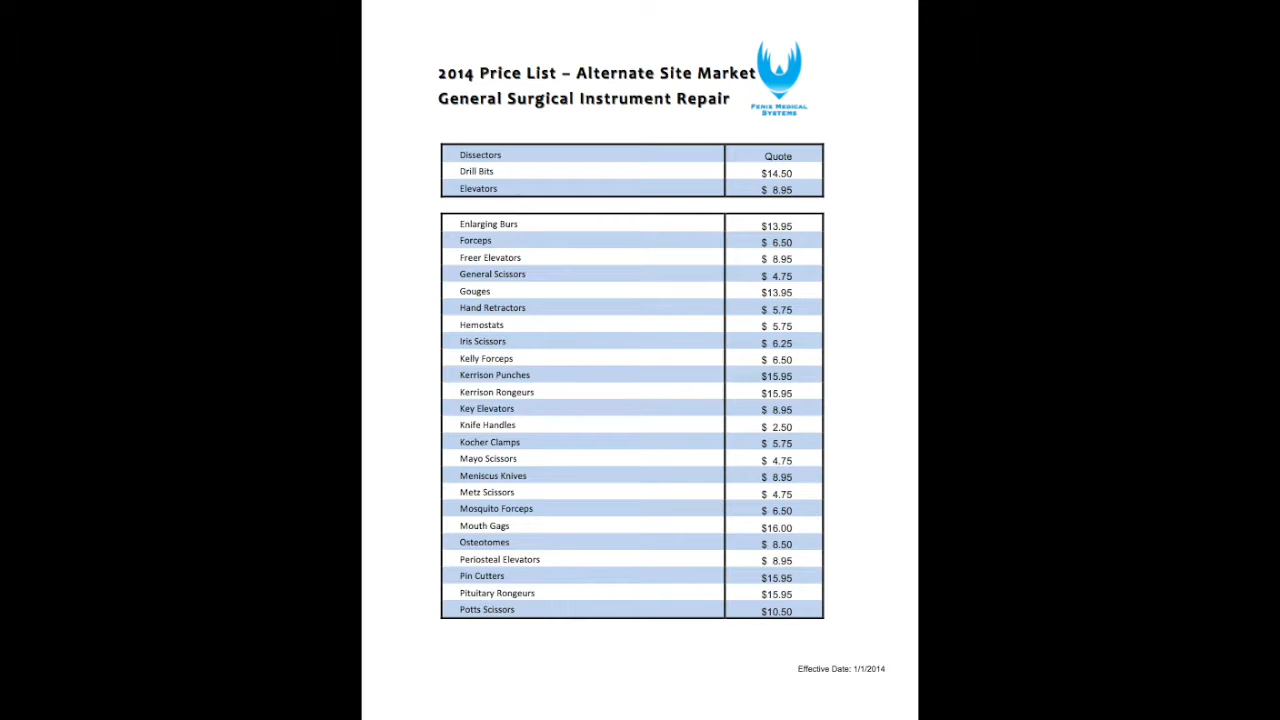 2014 Price List – Alternate Site Market
General Surgical Instrument Repair
FENIX MEDICAL
SYSTEMS
Dissectors Quote
Drill Bits $14.50
Elevators $ 8.95
Enlarging Burs $13.95
Forceps $ 6.50
Freer Elevators $ 8.95
General Scissors $ 4.75
Gouges $13.95
Hand Retractors $ 5.75
Hemostats $ 5.75
Iris Scissors $ 6.25
Kelly Forceps $ 6.50
Kerrison Punches $15.95
Kerrison Rongeurs $15.95
Key Elevators $ 8.95
Knife Handles $ 2.50
Kocher Clamps $ 5.75
Mayo Scissors $ 4.75
Meniscus Knives $ 8.95
Metz Scissors $ 4.75
Mosquito Forceps $ 6.50
Mouth Gags $16.00
Osteotomes $ 8.50
Periosteal Elevators $ 8.95
Pin Cutters $15.95
Pituitary Rongeurs $15.95
Potts Scissors $10.50
Effective Date: 1/1/2014